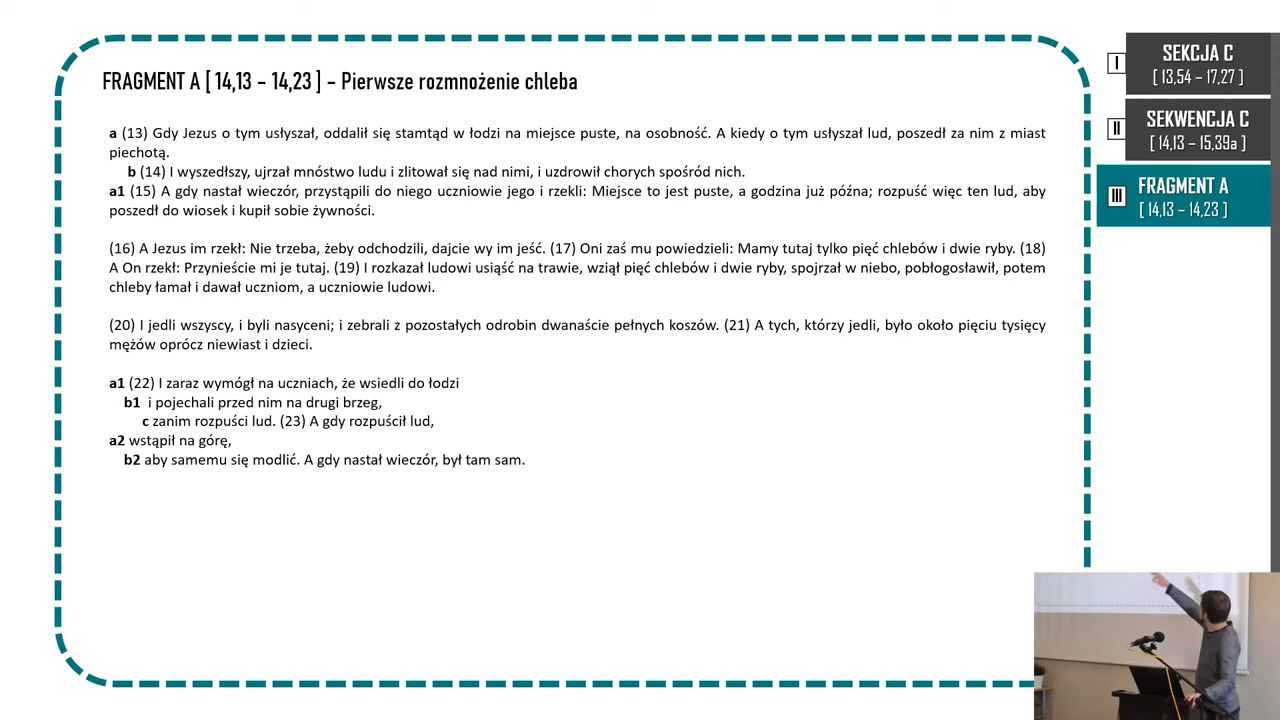 FRAGMENT A [ 14,13 – 14,23 ] – Pierwsze rozmnożenie chleba
a (13) Gdy Jezus o tym usłyszał, oddalił się stamtąd w łodzi na miejsce puste, na osobność. A kiedy o tym usłyszał lud, poszedł za nim z miast
piechotą.
b (14) I wyszedłszy, ujrzał mnóstwo ludu i zlitował się nad nimi, i uzdrowił chorych spośród nich.
a1 (15) A gdy nastał wieczór, przystąpili do niego uczniowie jego i rzekli: Miejsce to jest puste, a godzina już późna; rozpuść więc ten lud, aby
poszedł do wiosek i kupił sobie żywności.
(16) A Jezus im rzekł: Nie trzeba, żeby odchodzili, dajcie wy im jeść. (17) Oni zaś mu powiedzieli: Mamy tutaj tylko pięć chlebów i dwie ryby. (18)
A On rzekł: Przynieście mi je tutaj. (19) I rozkazał ludowi usiąść na trawie, wziął pięć chlebów i dwie ryby, spojrzał w niebo, pobłogosławił, potem
chleby łamał i dawał uczniom, a uczniowie ludowi.
(20) I jedli wszyscy, i byli nasyceni; i zebrali z pozostałych odrobin dwanaście pełnych koszów. (21) A tych, którzy jedli, było około pięciu tysięcy
mężów oprócz niewiast i dzieci.
a1 (22) I zaraz wymógł na uczniach, że wsiedli do łodzi
b1 i pojechali przed nim na drugi brzeg,
c zanim rozpuści lud. (23) A gdy rozpuścił lud,
a2 wstąpił na górę,
b2 aby samemu się modlić. A gdy nastał wieczór, był tam sam.
I
SEKCJA C
[ 13,54 – 17,27 ]
II
SEKWENCJA C
[ 14,13 – 15,39a ]
III
FRAGMENT A
[ 14,13 – 14,23 ]